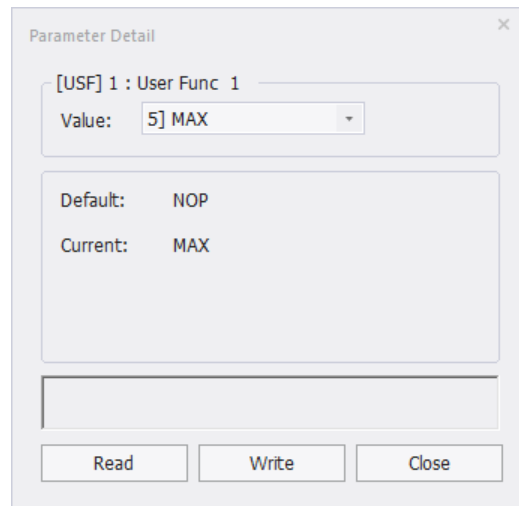 Parameter Detail
[USF] 1 : User Func 1
Value: 5] MAX
Default: NOP
Current: MAX
Read Write Close